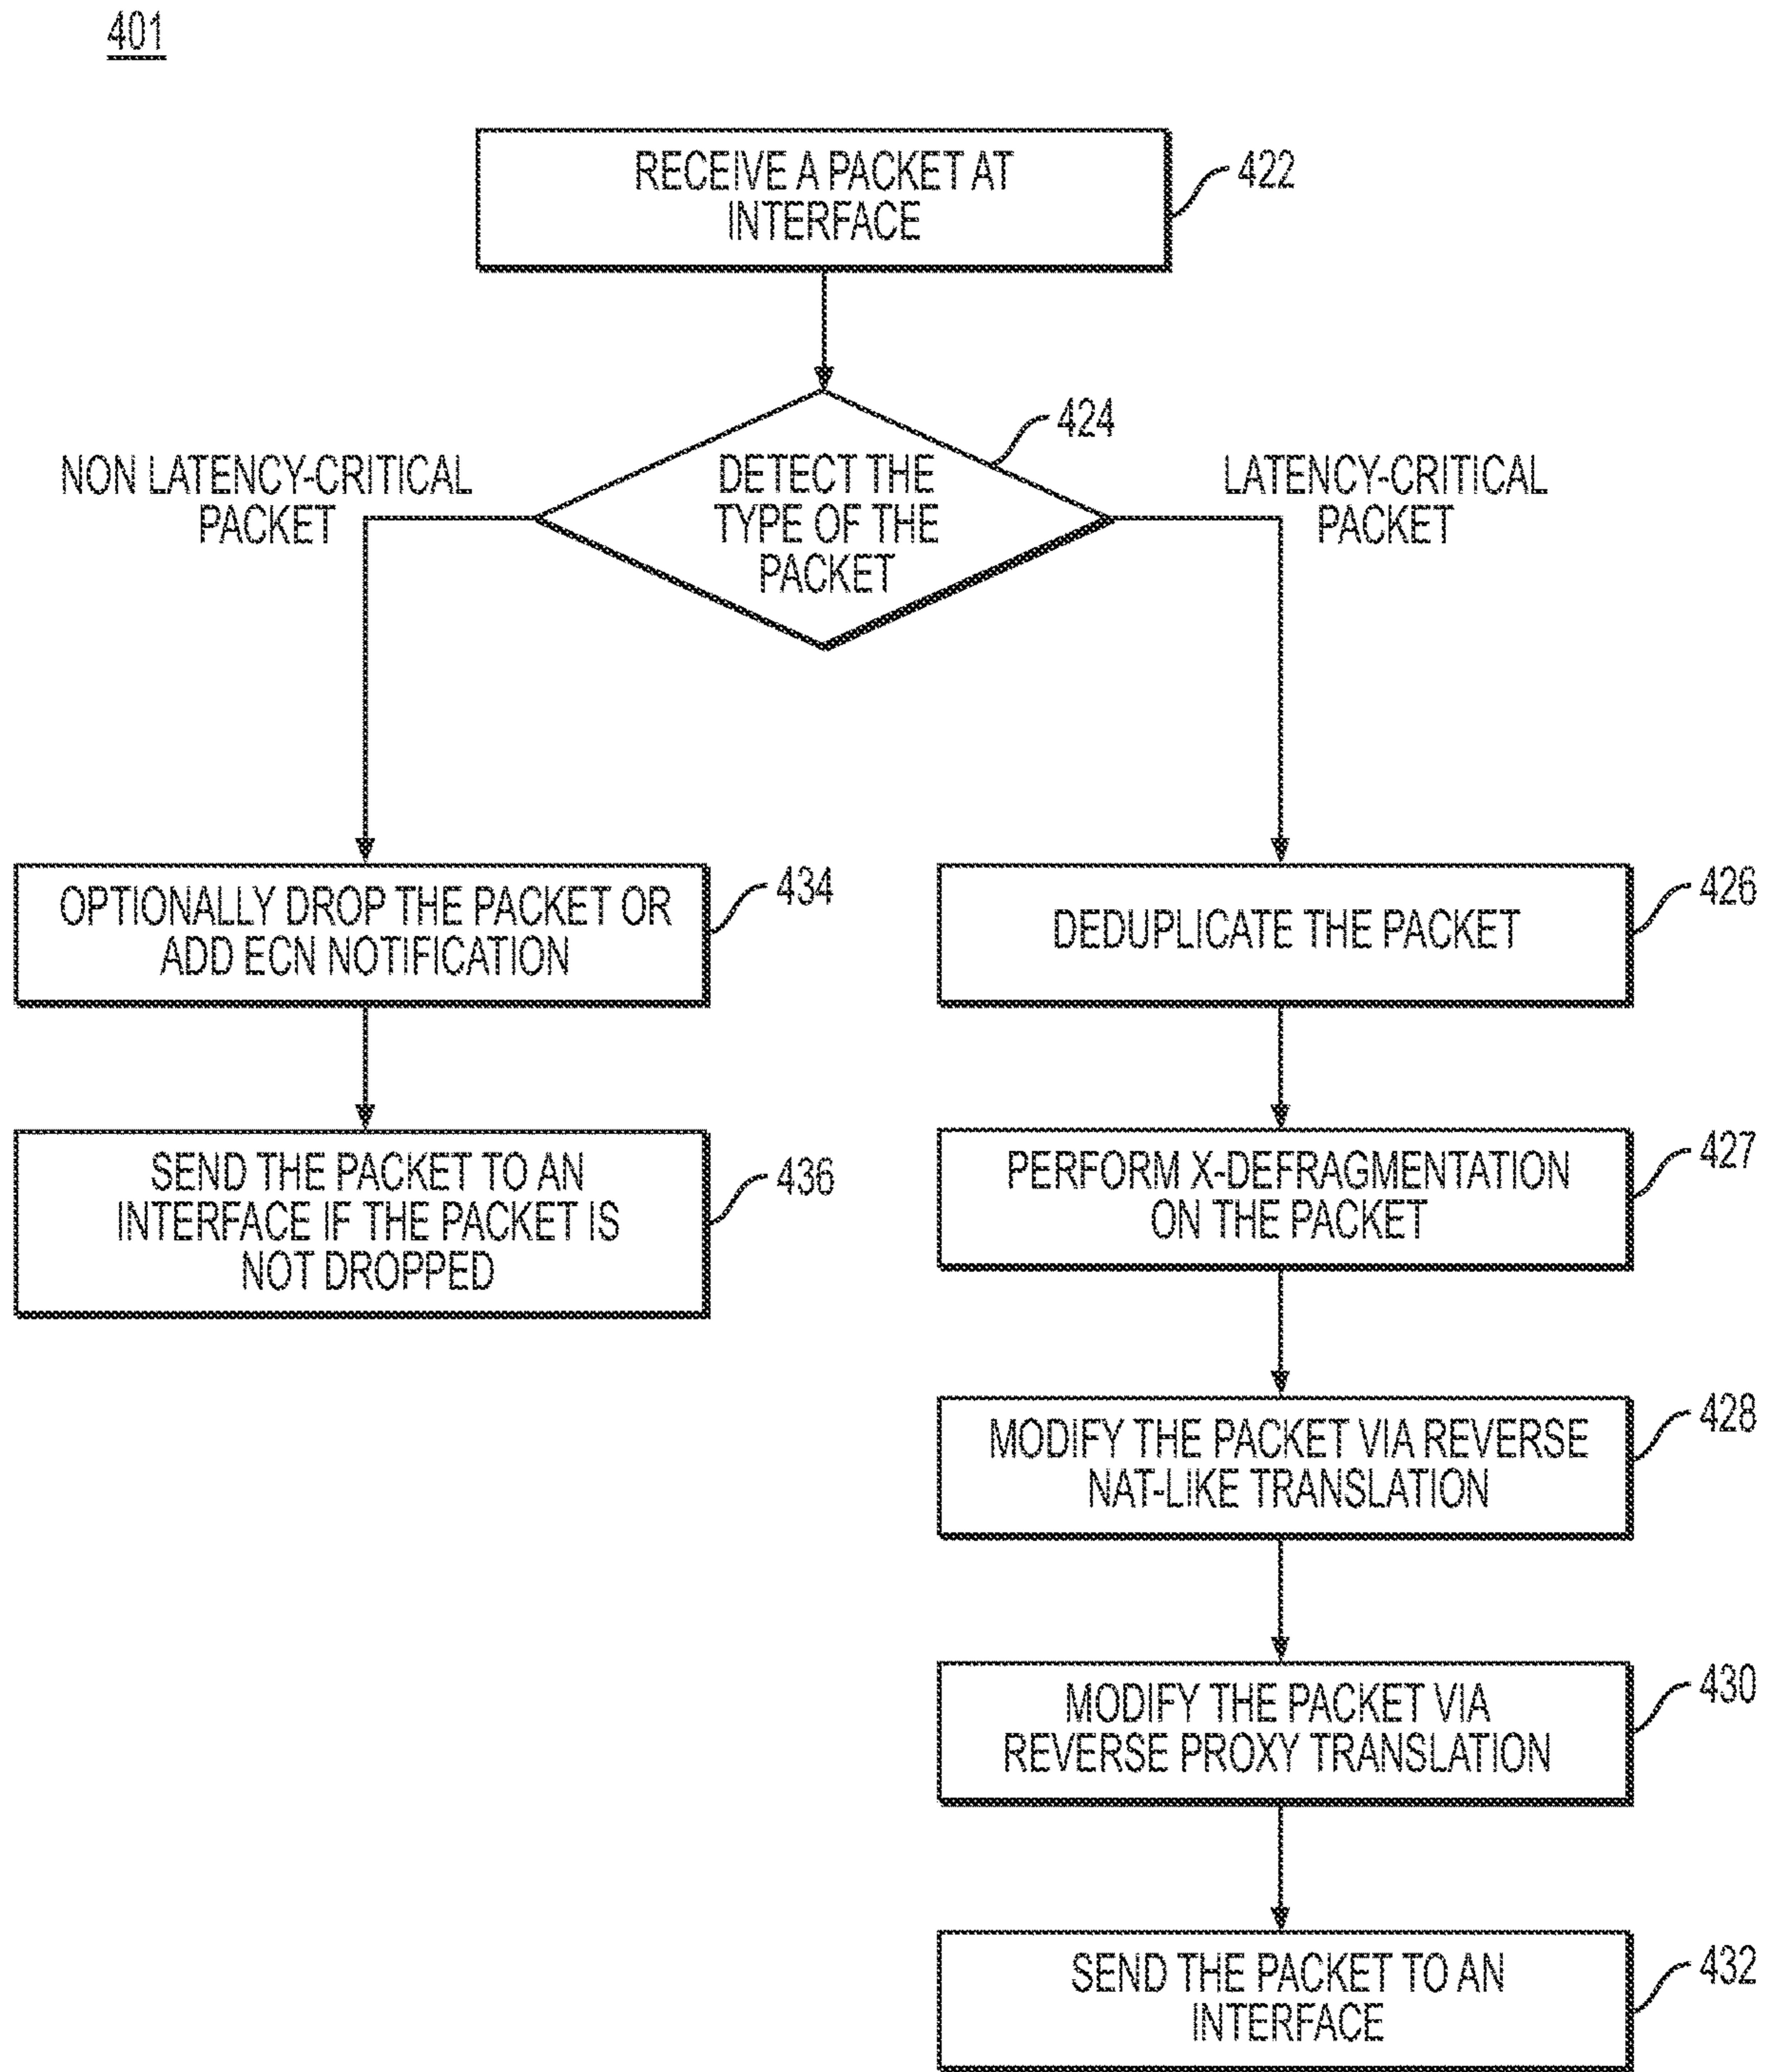 401
RECEIVE A PACKET AT
INTERFACE
422
424
DETECT THE
TYPE OF THE
PACKET
NON LATENCY-CRITICAL
PACKET
LATENCY-CRITICAL
PACKET
OPTIONALLY DROP THE PACKET OR
ADD ECN NOTIFICATION
434
SEND THE PACKET TO AN
INTERFACE IF THE PACKET IS
NOT DROPPED
436
DEDUPLICATE THE PACKET
426
PERFORM X-DEFRAGMENTATION
ON THE PACKET
427
MODIFY THE PACKET VIA REVERSE
NAT-LIKE TRANSLATION
428
MODIFY THE PACKET VIA
REVERSE PROXY TRANSLATION
430
SEND THE PACKET TO AN
INTERFACE
432